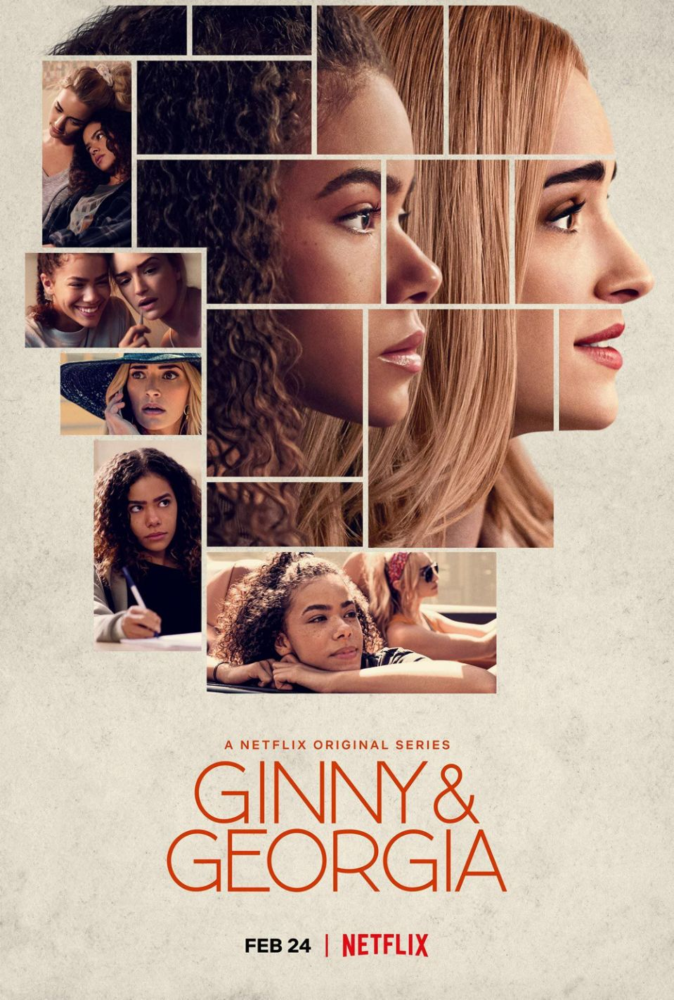 A NETFLIX ORIGINAL SERIES
GINNY &
GEORGIA
FEB 24 | NETFLIX